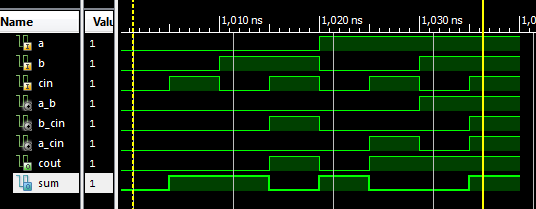 Name Valu 1,010 ns 1,020 ns 1,030 ns
a 1
b 1
cin 1
a_b 1
b_cin 1
a_cin 1
cout 1
sum 1